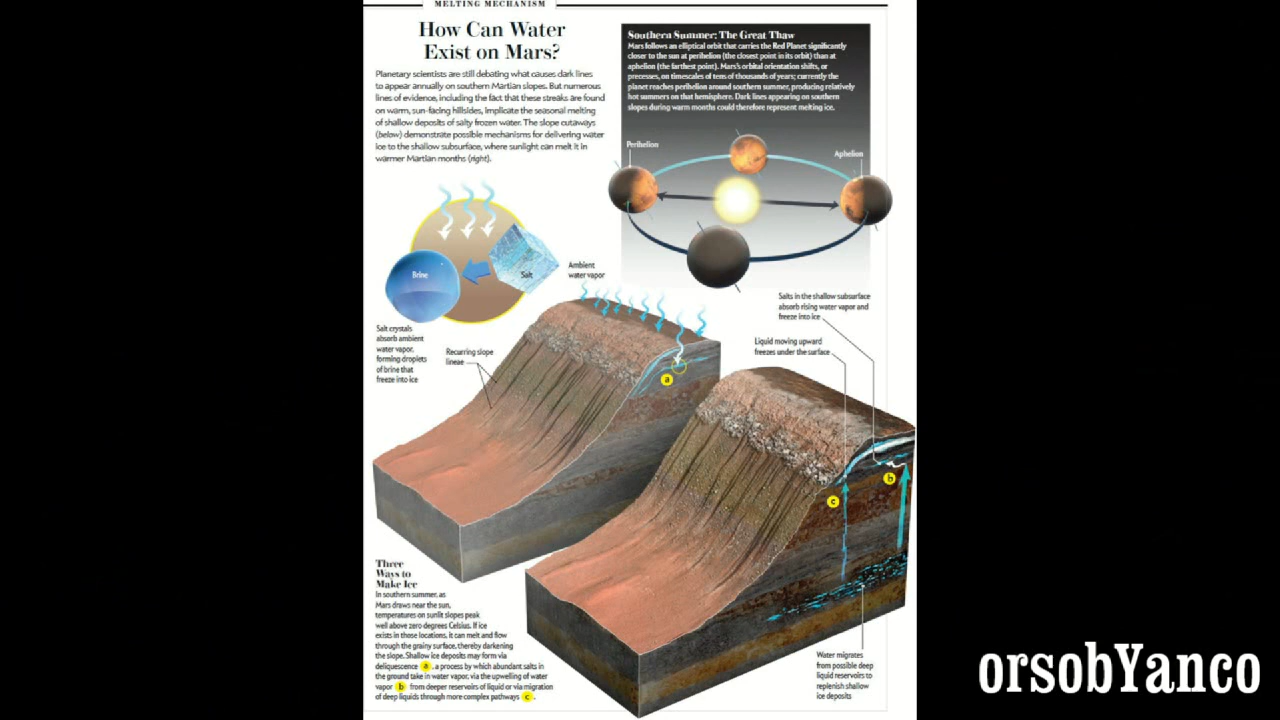 MELTING MECHANISM
How Can Water
Exist on Mars?
Planetary scientists are still debating what causes dark lines
to appear annually on southern Martian slopes. But numerous
lines of evidence, including the fact that these streaks are found
on warm, sun-facing hillsides, implicate the seasonal melting
of shallow deposits of salty frozen water. The slope cutaways
(below) demonstrate possible mechanisms for delivering water
ice to the shallow subsurface, where sunlight can melt it in
warmer Martian months (right).
Southern Summer: The Great Thaw
Mars follows an elliptical orbit that carries the Red Planet significantly
closer to the sun at perihelion (the closest point in its orbit) than at
aphelion (the farthest point). Mars's orbital orientation shifts, or
precesses, on timescales of tens of thousands of years; currently the
planet reaches perihelion around southern summer, producing relatively
hot summers on that hemisphere. Dark lines appearing on southern
slopes during warm months could therefore represent melting ice.
Perihelion
Aphelion
Brine
Salt
Ambient
water vapor
Salt crystals
absorb ambient
water vapor,
forming droplets
of brine that
freeze into ice
Recurring slope
lineae
a
Salts in the shallow subsurface
absorb rising water vapor and
freeze into ice
Liquid moving upward
freezes under the surface
b
c
Three
Ways to
Make Ice
In southern summer, as
Mars draws near the sun,
temperatures on sunlit slopes peak
well above zero degrees Celsius. If ice
exists in those locations, it can melt and flow
through the grainy surface, thereby darkening
the slope. Shallow ice deposits may form via
deliquescence a, a process by which abundant salts in
the ground take in water vapor, via the upwelling of water
vapor b from deeper reservoirs of liquid or via migration
of deep liquids through more complex pathways c.
Water migrates
from possible deep
liquid reservoirs to
replenish shallow
ice deposits
orsobYanco